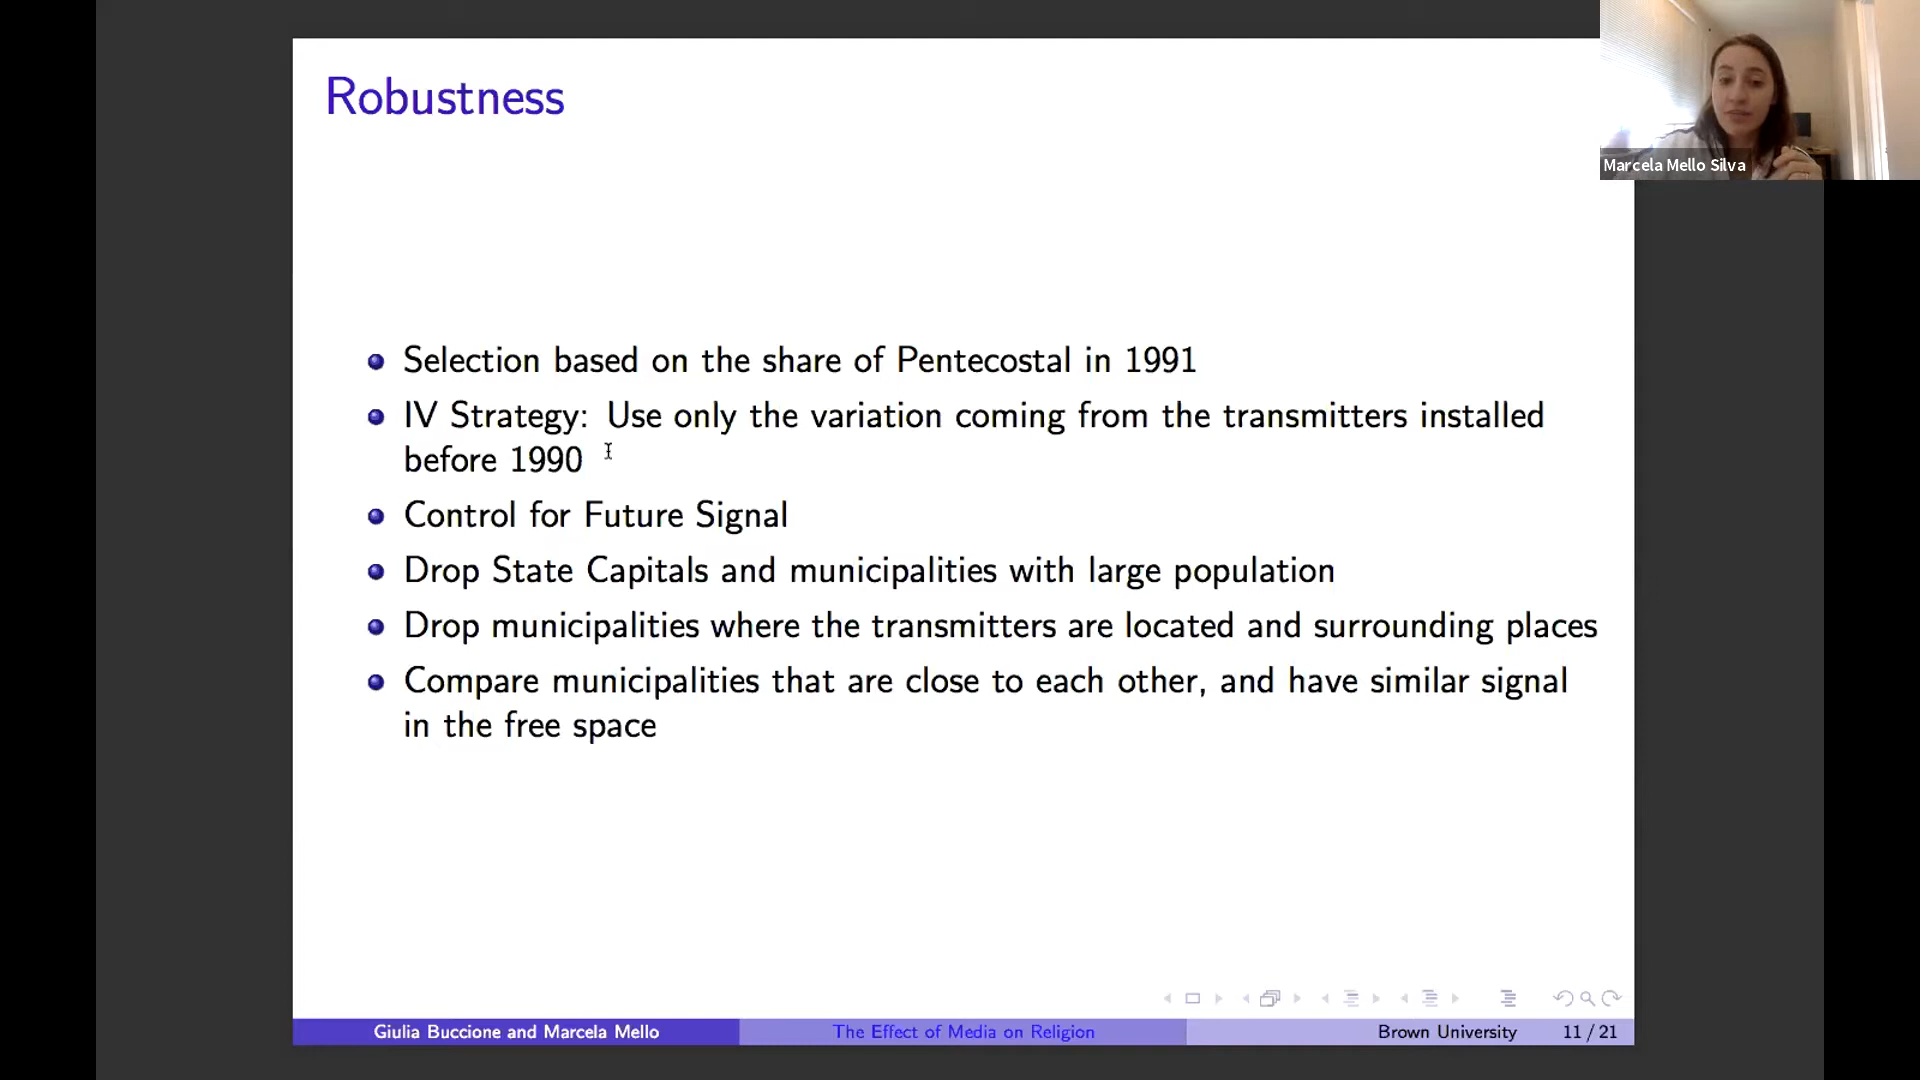 Robustness
Marcela Mello Silva
Selection based on the share of Pentecostal in 1991
IV Strategy: Use only the variation coming from the transmitters installed
before 1990
Control for Future Signal
Drop State Capitals and municipalities with large population
Drop municipalities where the transmitters are located and surrounding places
Compare municipalities that are close to each other, and have similar signal
in the free space
Giulia Buccione and Marcela Mello
The Effect of Media on Religion
Brown University
11 / 21